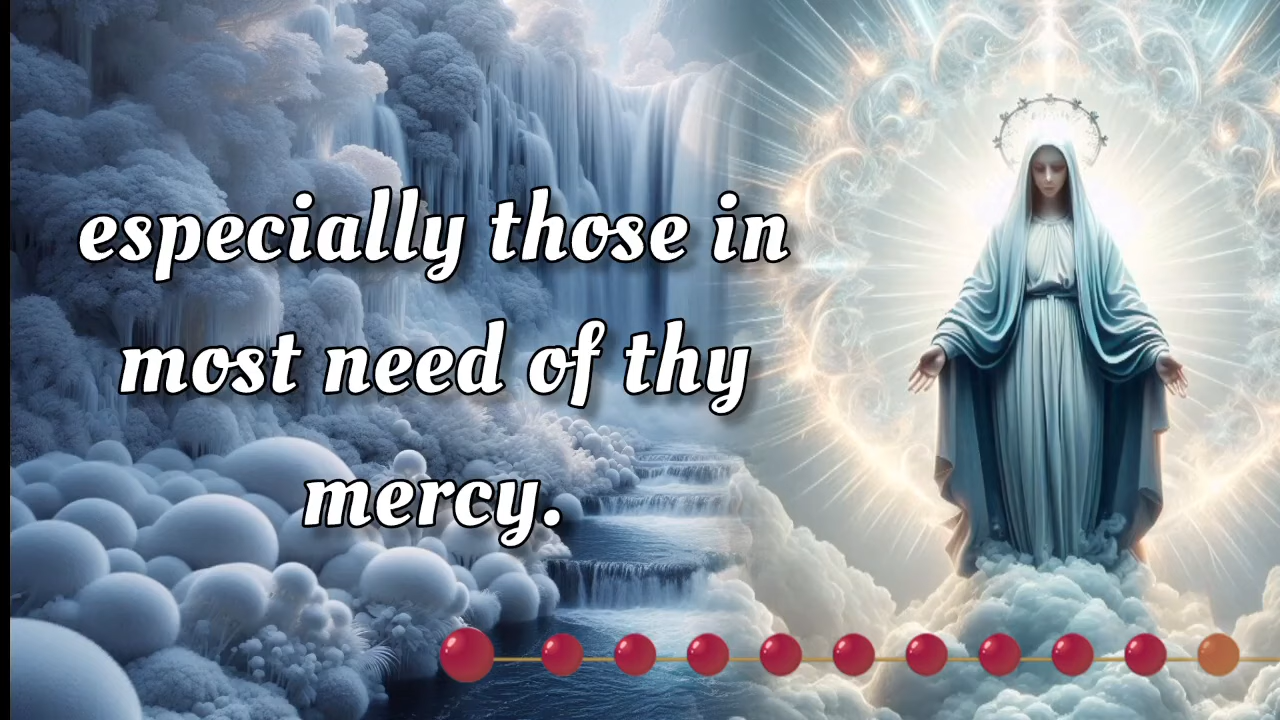 especially those in
most need of thy
mercy.